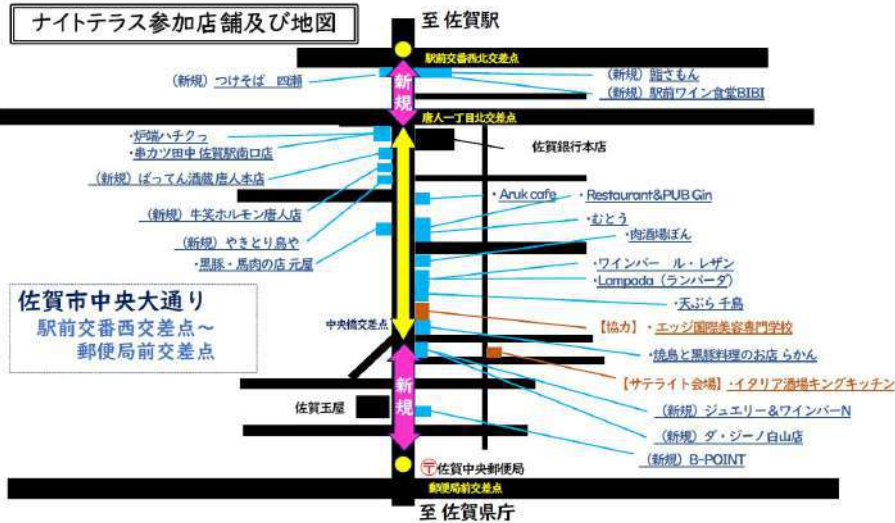 ナイトテラス参加店舗及び地図
至 佐賀駅
駅前交番西北交差点
(新規) つけそば 四瀬
新規
(新規) 鮨さもん
(新規) 駅前ワイン食堂BIBI
唐人一丁目北交差点
・炉端ハチクっ
・串カツ田中 佐賀駅南口店
佐賀銀行本店
(新規) ばってん酒蔵 唐人本店
・Aruk cafe
・Restaurant&PUB Gin
(新規) 牛笑ホルモン唐人店
・むとう
(新規) やきとり鳥や
・肉酒場ぼん
・黒豚・馬肉の店 元屋
・ワインバー ル・レザン
・Lampada (ランパーダ)
佐賀市中央大通り
・天ぷら 千鳥
駅前交番西交差点~
中央橋交差点
【協力】・エッジ国際美容専門学校
郵便局前交差点
・焼鳥と黒豚料理のお店 らかん
【サテライト会場】・イタリア酒場キングキッチン
新規
佐賀玉屋
(新規) ジュエリー&ワインバーN
(新規) ダ・ジーノ白山店
(新規) B-POINT
〒佐賀中央郵便局
郵便局前交差点
至 佐賀県庁